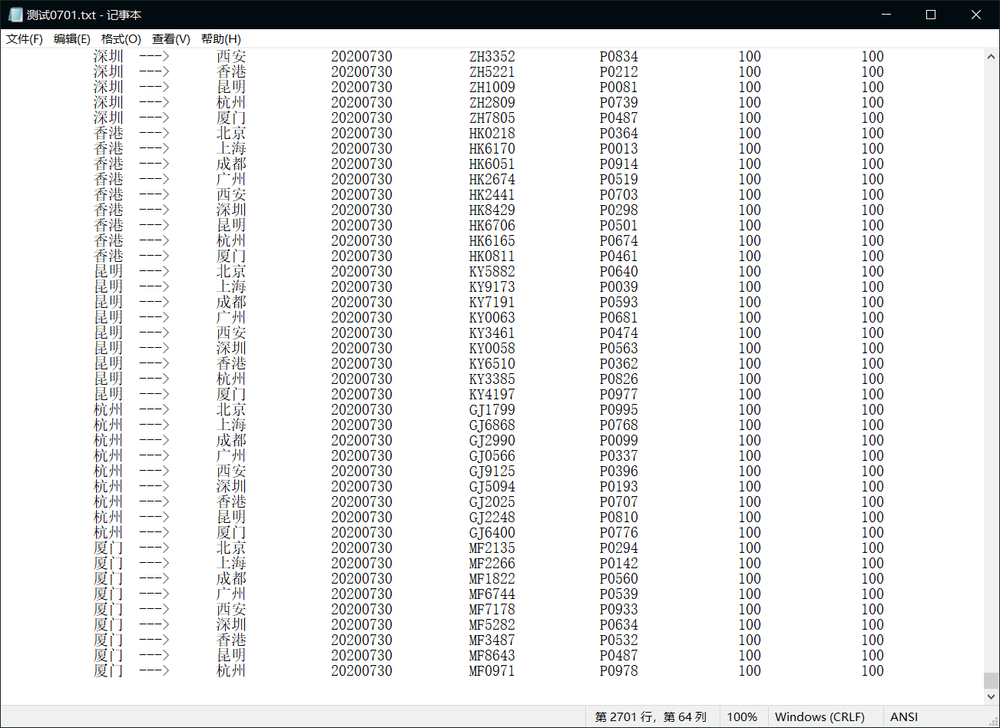 测试0701.txt - 记事本
文件(F) 编辑(E) 格式(O) 查看(V) 帮助(H)
深圳 ---> 西安 20200730 ZH3352 P0834 100 100
深圳 ---> 香港 20200730 ZH5221 P0212 100 100
深圳 ---> 昆明 20200730 ZH1009 P0081 100 100
深圳 ---> 杭州 20200730 ZH2809 P0739 100 100
深圳 ---> 厦门 20200730 ZH7805 P0487 100 100
香港 ---> 北京 20200730 HK0218 P0364 100 100
香港 ---> 上海 20200730 HK6170 P0013 100 100
香港 ---> 成都 20200730 HK6051 P0914 100 100
香港 ---> 广州 20200730 HK2674 P0519 100 100
香港 ---> 西安 20200730 HK2441 P0703 100 100
香港 ---> 深圳 20200730 HK8429 P0298 100 100
香港 ---> 昆明 20200730 HK6706 P0501 100 100
香港 ---> 杭州 20200730 HK6165 P0674 100 100
香港 ---> 厦门 20200730 HK0811 P0461 100 100
昆明 ---> 北京 20200730 KY5882 P0640 100 100
昆明 ---> 上海 20200730 KY9173 P0039 100 100
昆明 ---> 成都 20200730 KY7191 P0593 100 100
昆明 ---> 广州 20200730 KY0063 P0681 100 100
昆明 ---> 西安 20200730 KY3461 P0474 100 100
昆明 ---> 深圳 20200730 KY0058 P0563 100 100
昆明 ---> 香港 20200730 KY6510 P0362 100 100
昆明 ---> 杭州 20200730 KY3385 P0826 100 100
昆明 ---> 厦门 20200730 KY4197 P0977 100 100
杭州 ---> 北京 20200730 GJ1799 P0995 100 100
杭州 ---> 上海 20200730 GJ6868 P0768 100 100
杭州 ---> 成都 20200730 GJ2990 P0099 100 100
杭州 ---> 广州 20200730 GJ0566 P0337 100 100
杭州 ---> 西安 20200730 GJ9125 P0396 100 100
杭州 ---> 深圳 20200730 GJ5094 P0193 100 100
杭州 ---> 香港 20200730 GJ2025 P0707 100 100
杭州 ---> 昆明 20200730 GJ2248 P0810 100 100
杭州 ---> 厦门 20200730 GJ6400 P0776 100 100
厦门 ---> 北京 20200730 MF2135 P0294 100 100
厦门 ---> 上海 20200730 MF2266 P0142 100 100
厦门 ---> 成都 20200730 MF1822 P0560 100 100
厦门 ---> 广州 20200730 MF6744 P0539 100 100
厦门 ---> 西安 20200730 MF7178 P0933 100 100
厦门 ---> 深圳 20200730 MF5282 P0634 100 100
厦门 ---> 香港 20200730 MF3487 P0532 100 100
厦门 ---> 昆明 20200730 MF8643 P0487 100 100
厦门 ---> 杭州 20200730 MF0971 P0978 100 100
第 2701 行，第 64 列 100% Windows (CRLF) ANSI